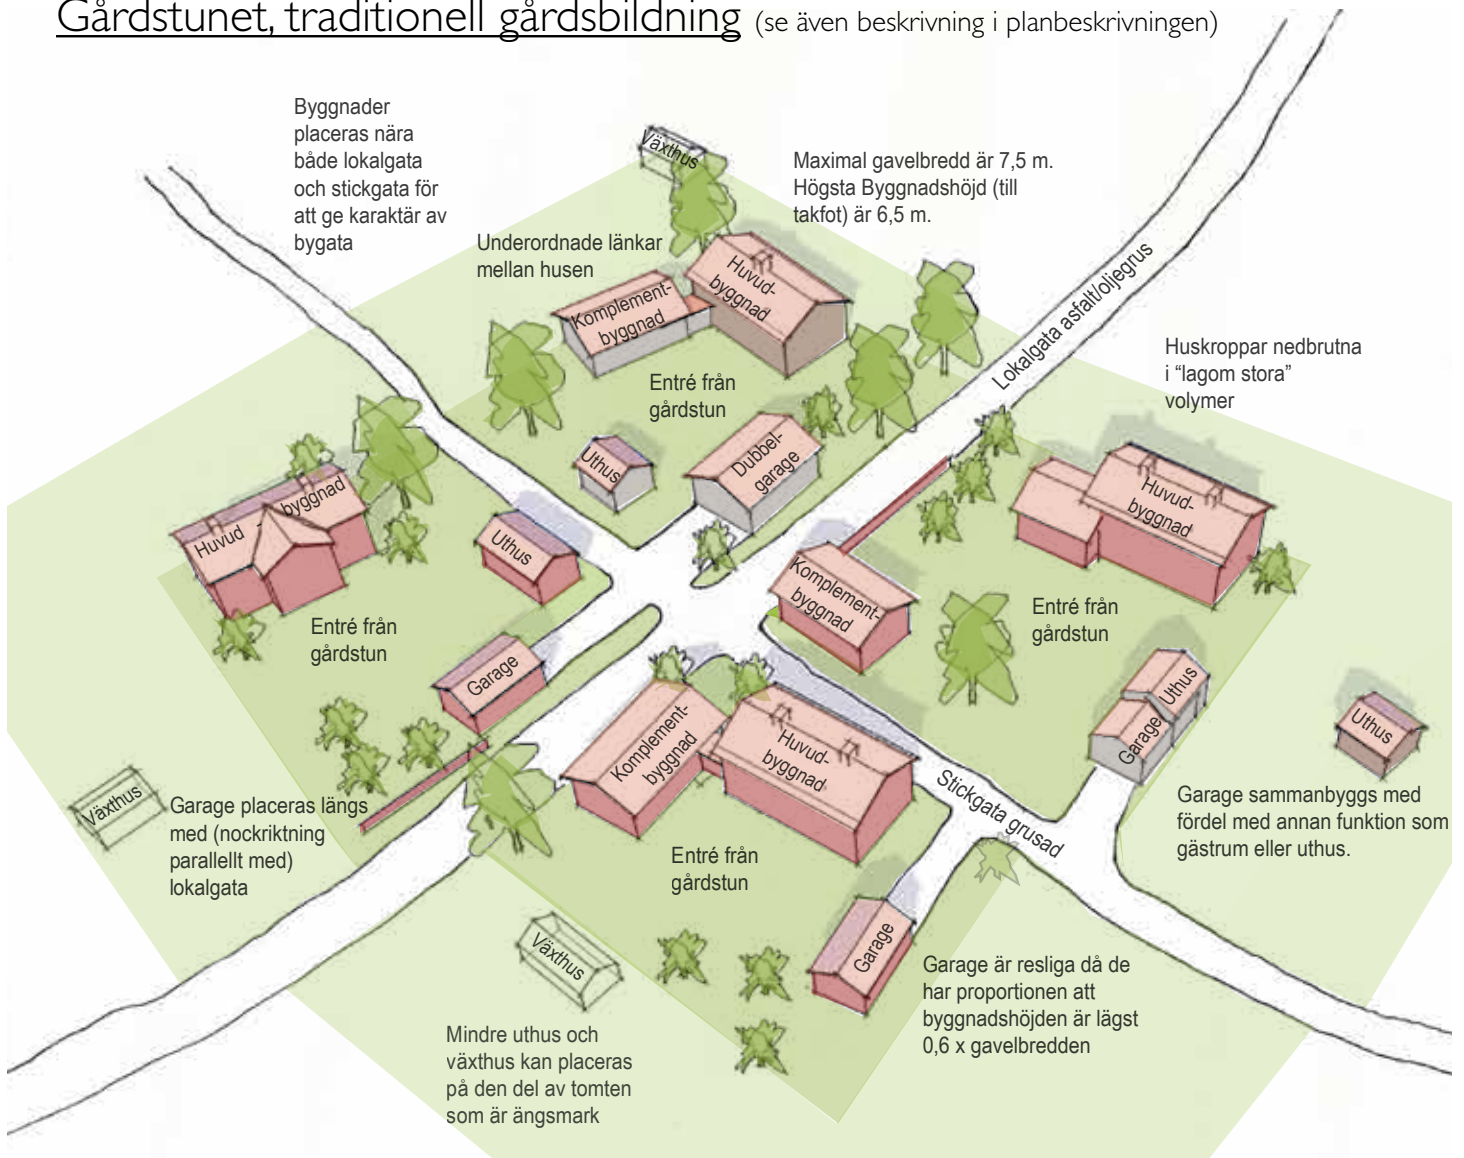 Gårdstunet, traditionell gårdsbildning (se även beskrivning i planbeskrivningen)
Byggnader
placeras nära
både lokalgata
och stickgata för
att ge karaktär av
bygata
Växthus
Maximal gavelbredd är 7,5 m.
Högsta Byggnadshöjd (till
takfot) är 6,5 m.
Underordnade länkar
mellan husen
Huvud-
byggnad
Komplement-
byggnad
Lokalgata asfalt/oljegrus
Huskroppar nedbrutna
i “lagom stora”
volymer
Entré från
gårdstun
Uthus
Dubbel-
garage
Huvud - byggnad
Uthus
Huvud-
byggnad
Komplement-
byggnad
Entré från
gårdstun
Entré från
gårdstun
Garage
Garage/ Uthus
Uthus
Komplement-
byggnad
Huvud-
byggnad
Stickgata grusad
Växthus
Garage placeras längs
med (nockriktning
parallellt med)
lokalgata
Garage sammanbyggs med
fördel med annan funktion som
gästrum eller uthus.
Entré från
gårdstun
Växthus
Garage
Garage är resliga då de
har proportionen att
byggnadshöjden är lägst
0,6 x gavelbredden
Mindre uthus och
växthus kan placeras
på den del av tomten
som är ängsmark